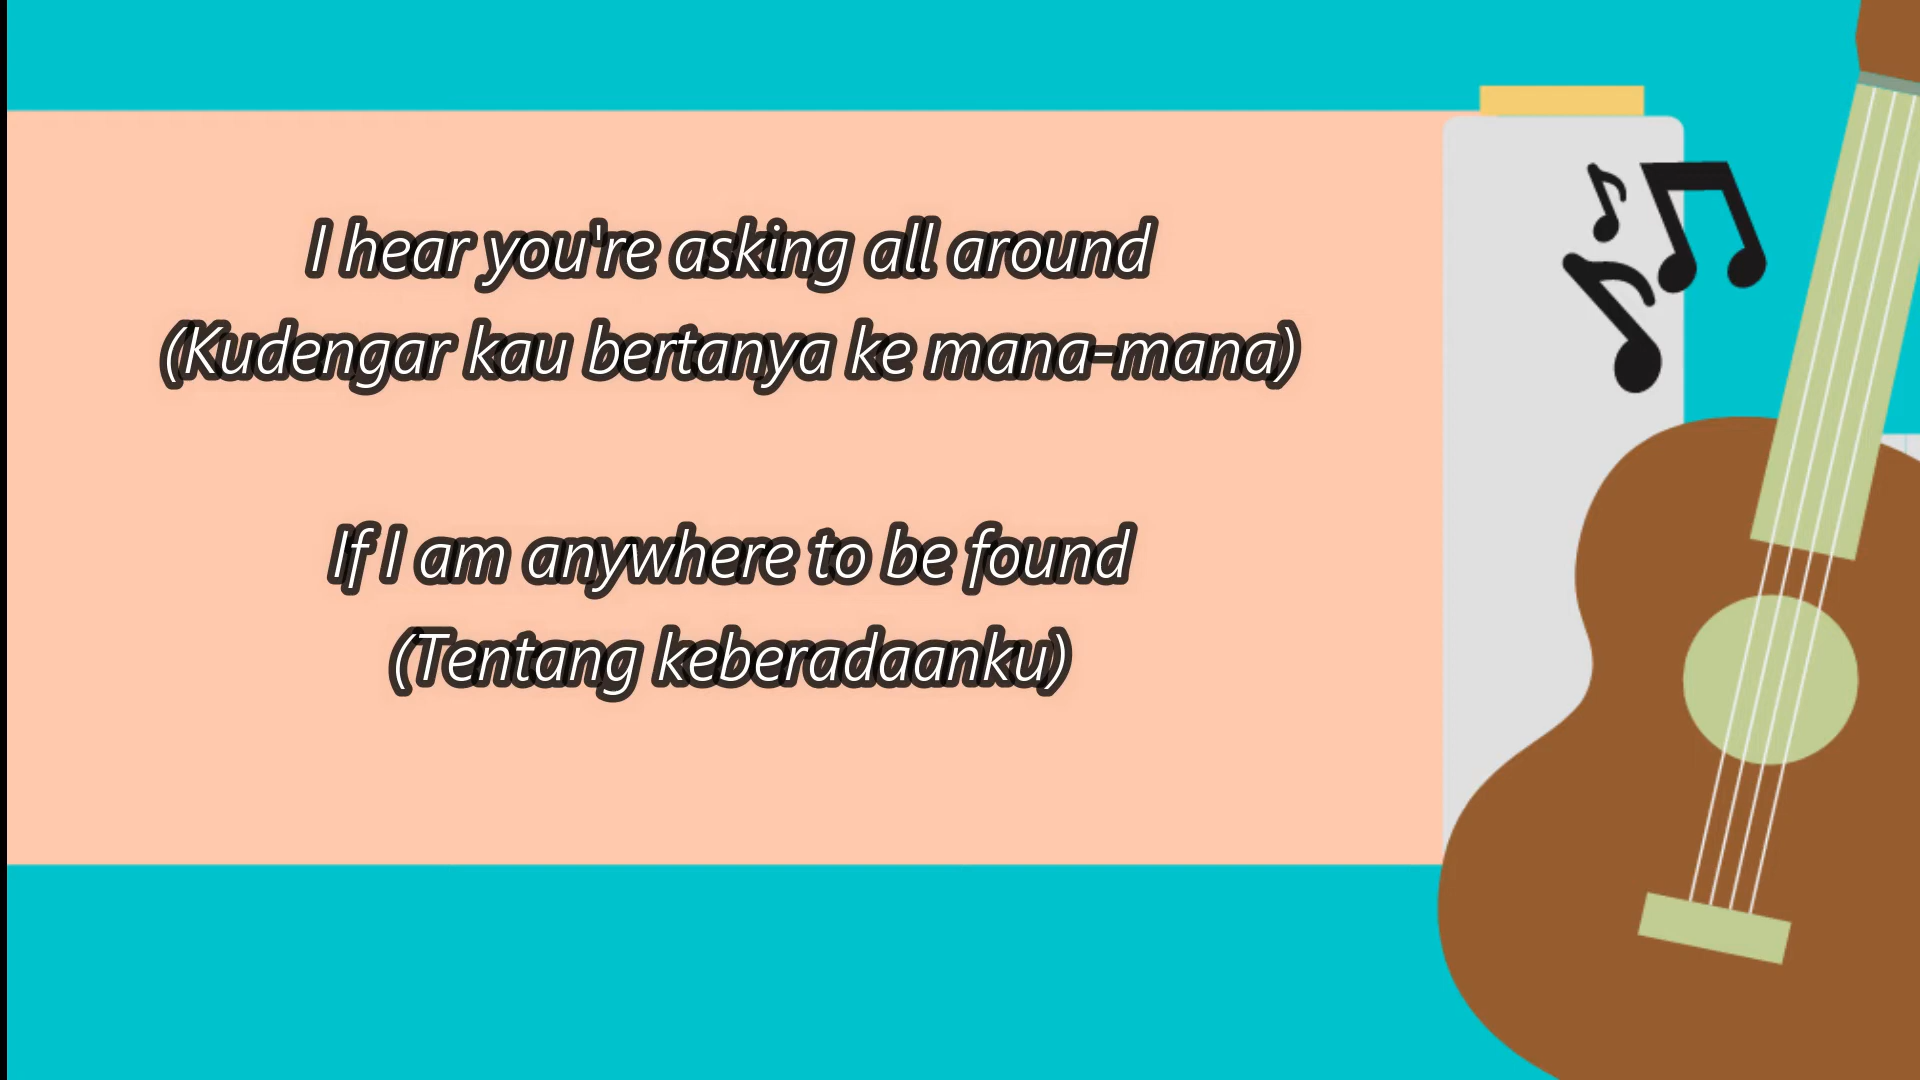 I hear you're asking all around
(Kudengar kau bertanya ke mana-mana)
If I am anywhere to be found
(Tentang keberadaanku)